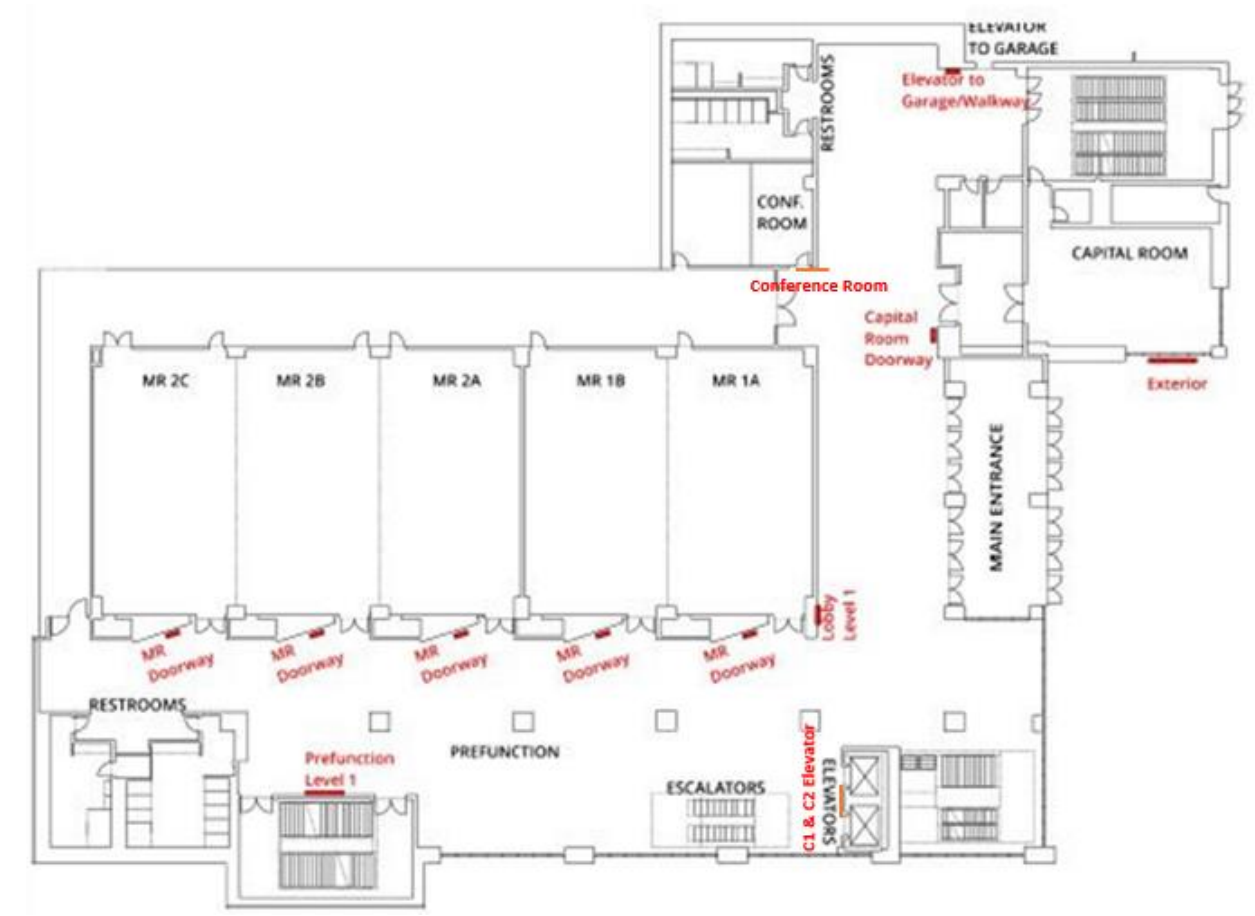 ELEVATOR
TO GARAGE
Elevator to
Garage/Walkway
RESTROOMS
CONF.
ROOM
CAPITAL ROOM
Conference Room
Capital
Room
Doorway
Exterior
MR 2C
MR 2B
MR 2A
MR 1B
MR 1A
MAIN ENTRANCE
Lobby
Level 1
MR
Doorway
MR
Doorway
MR
Doorway
MR
Doorway
MR
Doorway
RESTROOMS
Prefunction
Level 1
PREFUNCTION
ESCALATORS
C1 & C2 Elevator
ELEVATORS